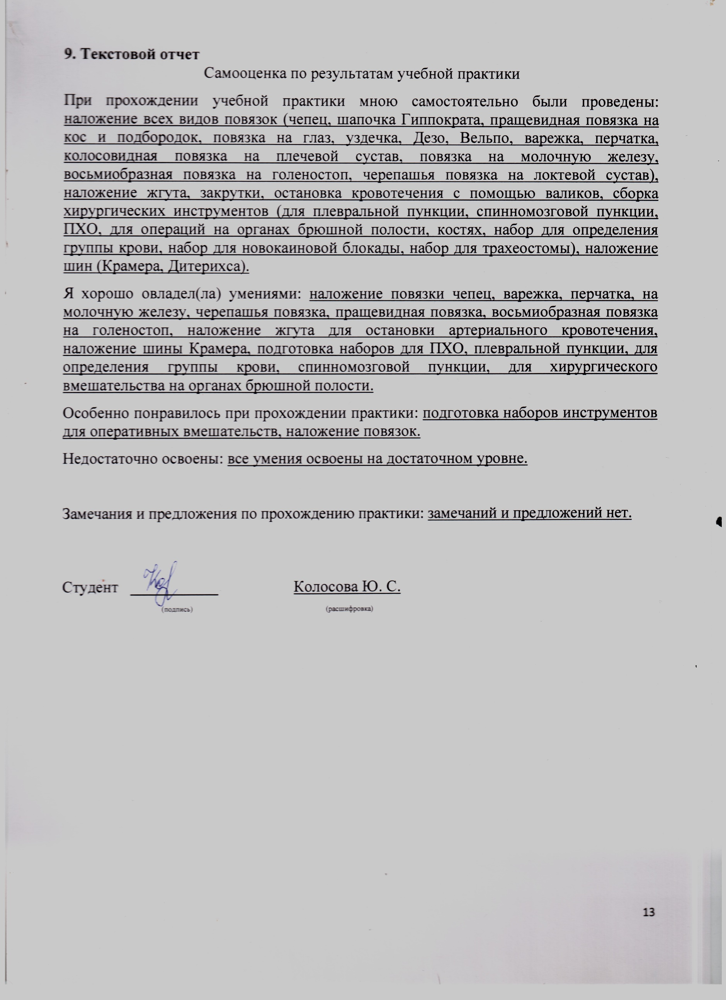 9. Текстовой отчет
Самооценка по результатам учебной практики
При прохождении учебной практики мною самостоятельно были проведены:
наложение всех видов повязок (чепец, шапочка Гиппократа, пращевидная повязка на
кос и подбородок, повязка на глаз, уздечка, Дезо, Вельпо, варежка, перчатка,
колосовидная повязка на плечевой сустав, повязка на молочную железу,
восьмиобразная повязка на голеностоп, черепашья повязка на локтевой сустав),
наложение жгута, закрутки, остановка кровотечения с помощью валиков, сборка
хирургических инструментов (для плевральной пункции, спинномозговой пункции,
ПХО, для операций на органах брюшной полости, костях, набор для определения
группы крови, набор для новокаиновой блокады, набор для трахеостомы), наложение
шин (Крамера, Дитерихса).
Я хорошо овладел(ла) умениями: наложение повязки чепец, варежка, перчатка, на
молочную железу, черепашья повязка, пращевидная повязка, восьмиобразная повязка
на голеностоп, наложение жгута для остановки артериального кровотечения,
наложение шины Крамера, подготовка наборов для ПХО, плевральной пункции, для
определения группы крови, спинномозговой пункции, для хирургического
вмешательства на органах брюшной полости.
Особенно понравилось при прохождении практики: подготовка наборов инструментов
для оперативных вмешательств, наложение повязок.
Недостаточно освоены: все умения освоены на достаточном уровне.
Замечания и предложения по прохождению практики: замечаний и предложений нет.
Студент Колосова Ю. С.
(подпись) (расшифровка)
13